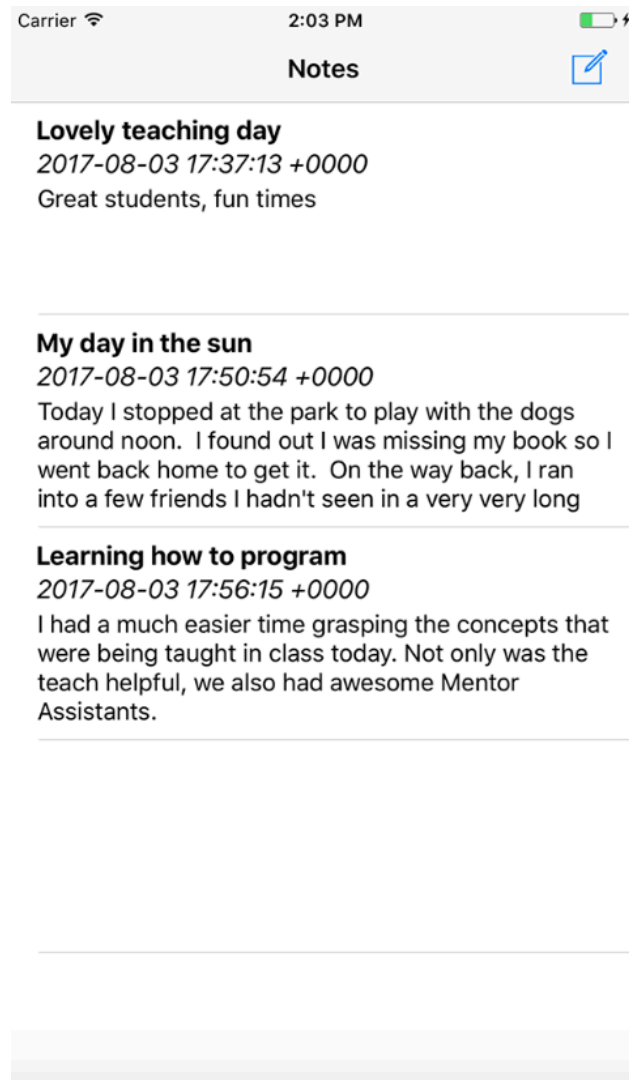 Carrier
2:03 PM
Notes
Lovely teaching day
2017-08-03 17:37:13 +0000
Great students, fun times
My day in the sun
2017-08-03 17:50:54 +0000
Today I stopped at the park to play with the dogs
around noon.  I found out I was missing my book so I
went back home to get it.  On the way back, I ran
into a few friends I hadn't seen in a very very long
Learning how to program
2017-08-03 17:56:15 +0000
I had a much easier time grasping the concepts that
were being taught in class today. Not only was the
teach helpful, we also had awesome Mentor
Assistants.